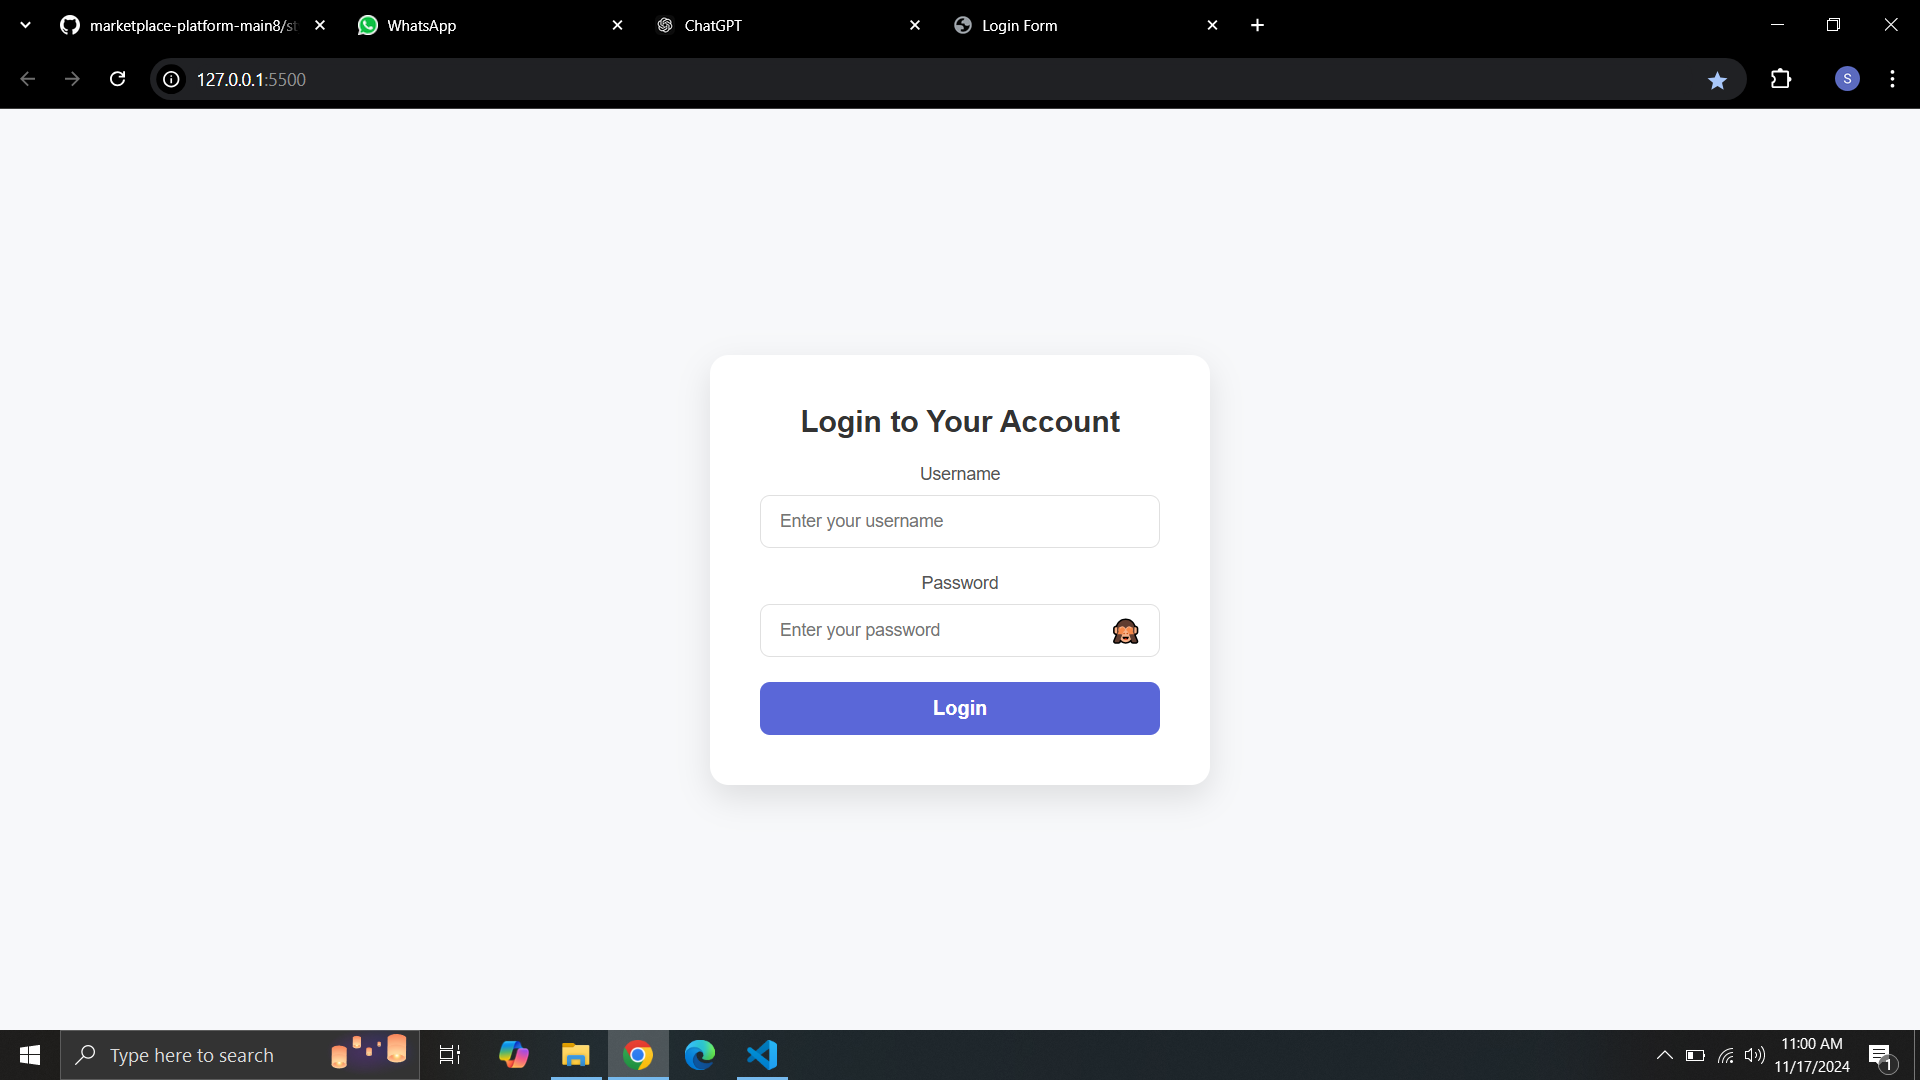 marketplace-platform-main8/st
WhatsApp
ChatGPT
Login Form
127.0.0.1:5500
S
Login to Your Account
Username
Enter your username
Password
Enter your password
Login
Type here to search
11:00 AM
11/17/2024
1